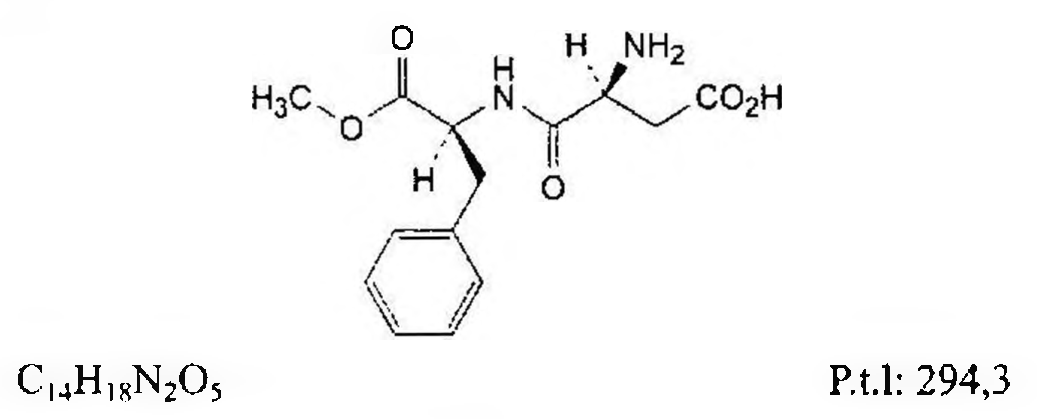 O
H NH₂
H
H₃C N CO₂H
O
H O
C₁₄H₁₈N₂O₅ P.t.l: 294,3